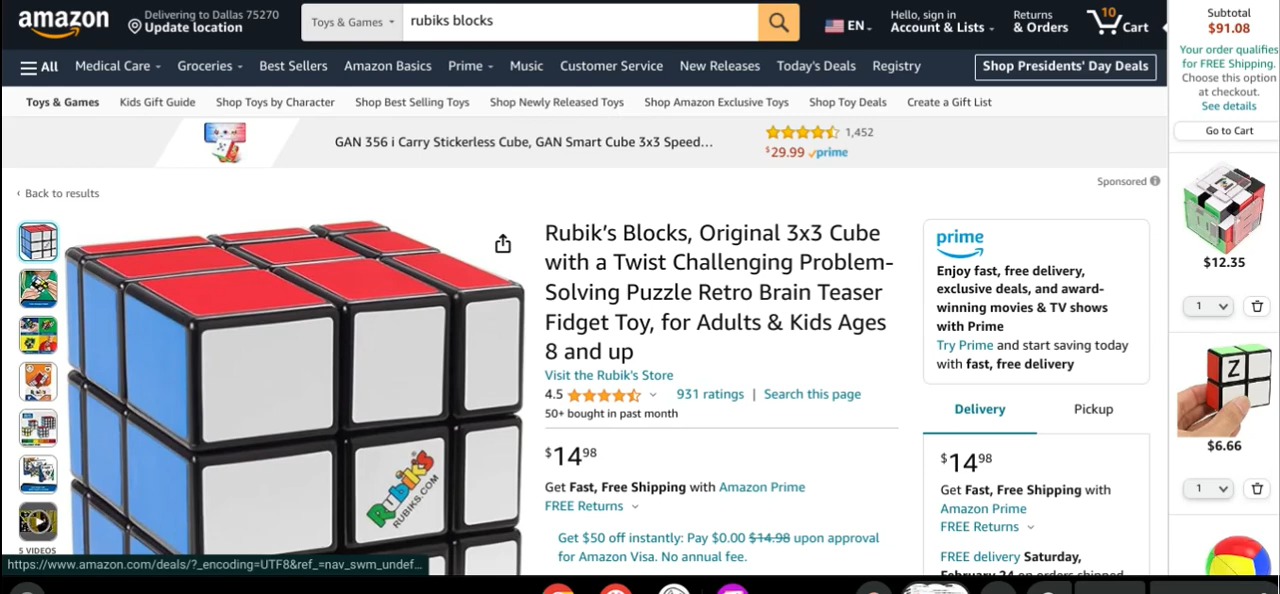 amazon
Delivering to Dallas 75270
Update location
Toys & Games
rubiks blocks
EN
Hello, sign in
Account & Lists
Returns
& Orders
10
Cart
All
Medical Care
Groceries
Best Sellers
Amazon Basics
Prime
Music
Customer Service
New Releases
Today's Deals
Registry
Shop Presidents' Day Deals
Toys & Games
Kids Gift Guide
Shop Toys by Character
Shop Best Selling Toys
Shop Newly Released Toys
Shop Amazon Exclusive Toys
Shop Toy Deals
Create a Gift List
GAN 356 i Carry Stickerless Cube, GAN Smart Cube 3x3 Speed...
1,452
$29.99 prime
Sponsored
‹ Back to results
5 VIDEOS
Rubiks
RUBIKS.COM
https://www.amazon.com/deals/?_encoding=UTF8&ref_=nav_swm_undef...
Rubik's Blocks, Original 3x3 Cube
with a Twist Challenging Problem-
Solving Puzzle Retro Brain Teaser
Fidget Toy, for Adults & Kids Ages
8 and up
Visit the Rubik's Store
4.5
931 ratings | Search this page
50+ bought in past month
$14 98
Get Fast, Free Shipping with Amazon Prime
FREE Returns
Get $50 off instantly: Pay $0.00 $14.98 upon approval
for Amazon Visa. No annual fee.
prime
Enjoy fast, free delivery,
exclusive deals, and award-
winning movies & TV shows
with Prime
Try Prime and start saving today
with fast, free delivery
Delivery
Pickup
$14 98
Get Fast, Free Shipping with
Amazon Prime
FREE Returns
FREE delivery Saturday,
February 24 on orders shipped
Subtotal
$91.08
Your order qualifies
for FREE Shipping.
Choose this option
at checkout.
See details
Go to Cart
$12.35
1
Z
$6.66
1